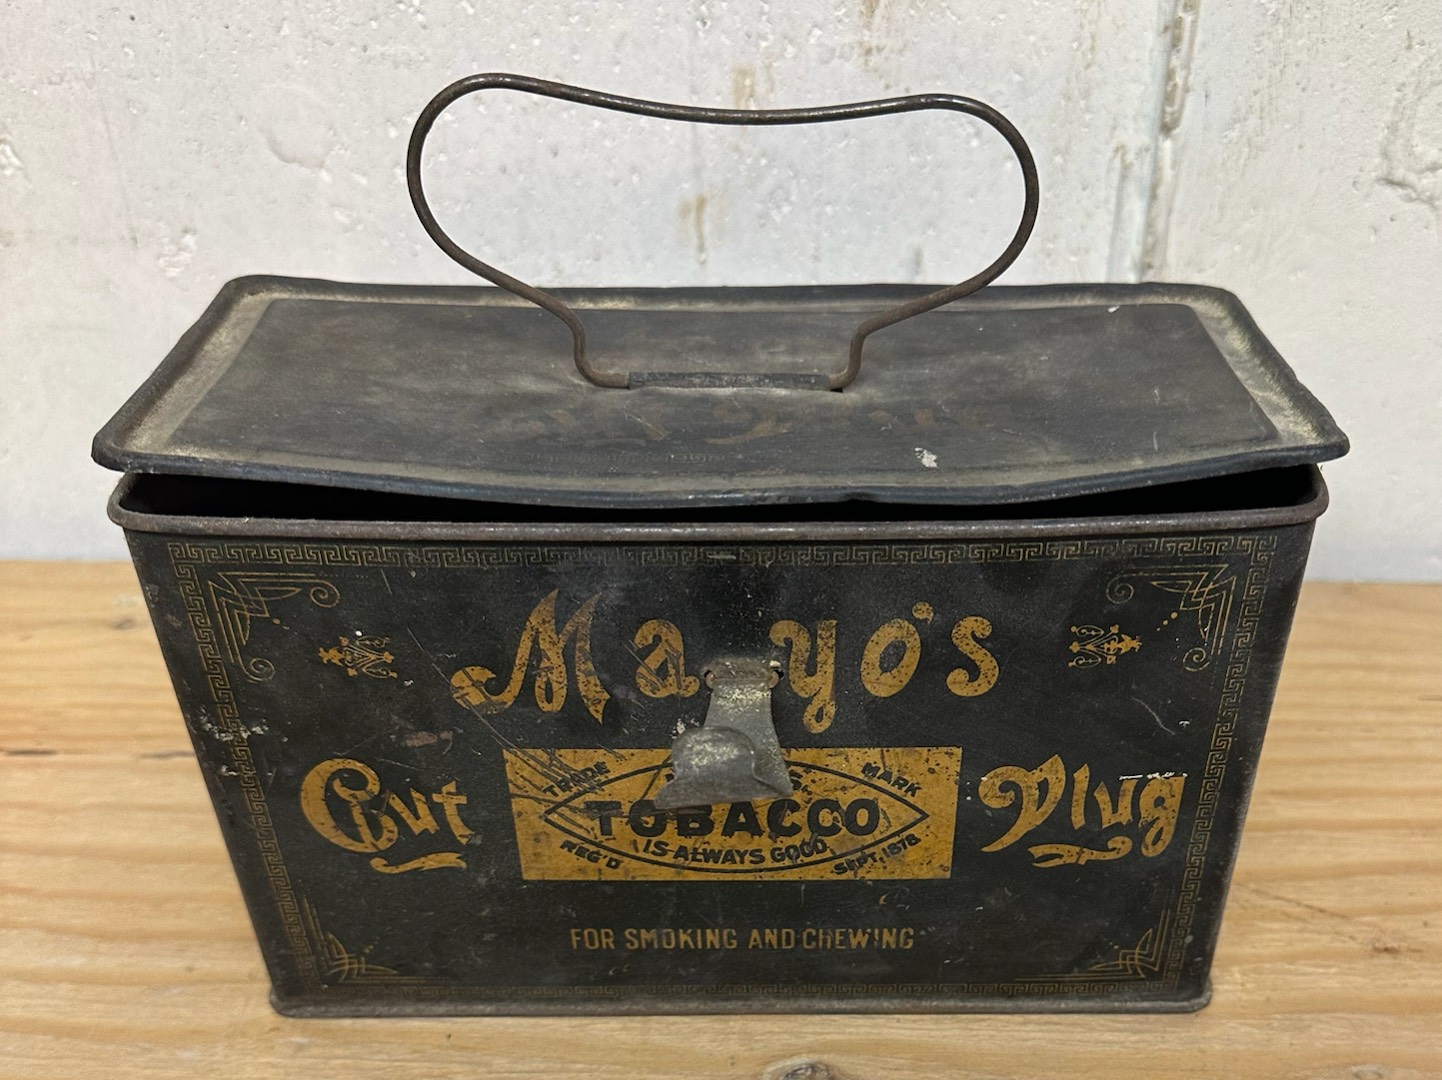 Mayo's
Cut Plug
TRADE MARK
TOBACCO
IS ALWAYS GOOD
REG'D SEPT. 1878
FOR SMOKING AND CHEWING